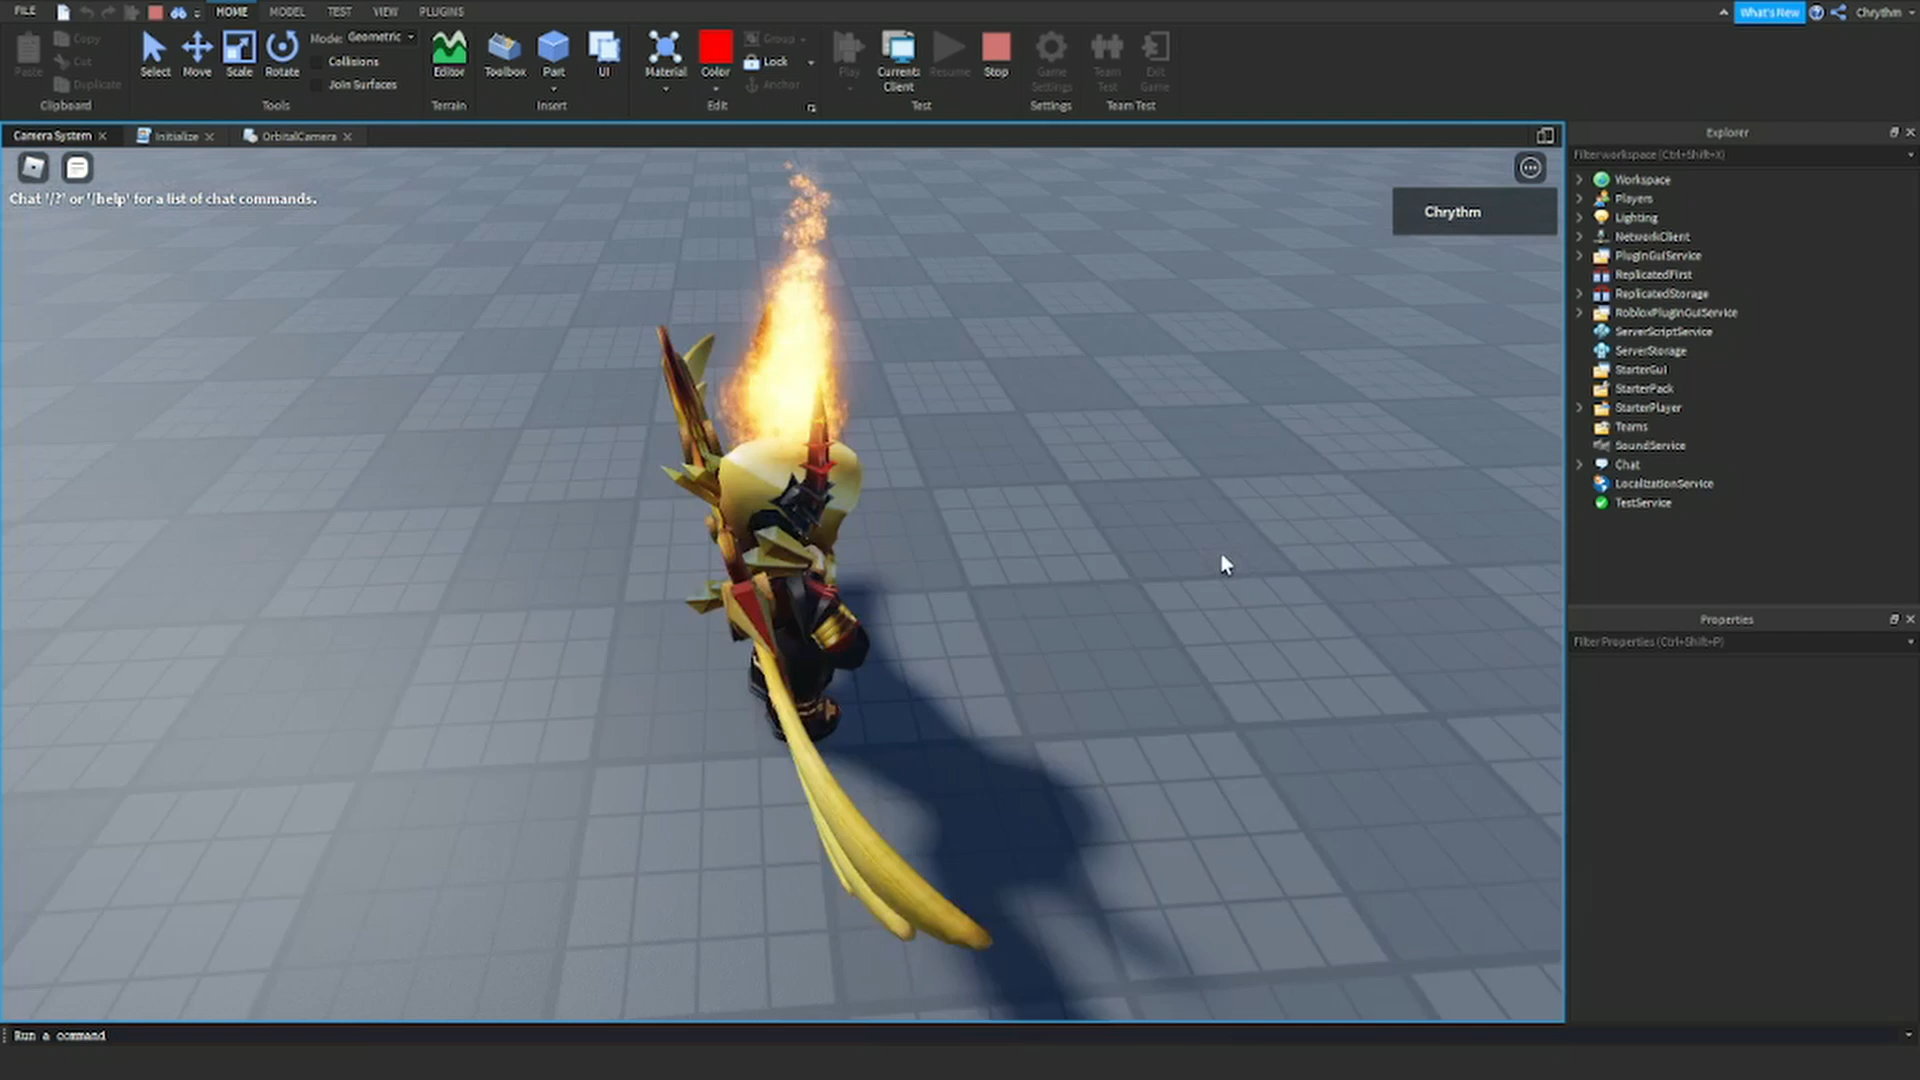 FILE HOME MODEL TEST VIEW PLUGINS What's New Chrythm
Paste Copy Cut Duplicate Clipboard
Select Move Scale Rotate Mode: Geometric Collisions Join Surfaces Tools
Editor Terrain
Toolbox Part UI Insert
Material Color Group Lock Anchor Edit
Play Current: Client Resume Stop Test
Game Settings Settings
Team Test Exit Game Team Test
Camera System Initialize OrbitalCamera
Chat '/?' or '/help' for a list of chat commands.
Chrythm
Explorer
Filter workspace (Ctrl+Shift+X)
Workspace
Players
Lighting
NetworkClient
PluginGuiService
ReplicatedFirst
ReplicatedStorage
RobloxPluginGuiService
ServerScriptService
ServerStorage
StarterGui
StarterPack
StarterPlayer
Teams
SoundService
Chat
LocalizationService
TestService
Properties
Filter Properties (Ctrl+Shift+P)
Run a command